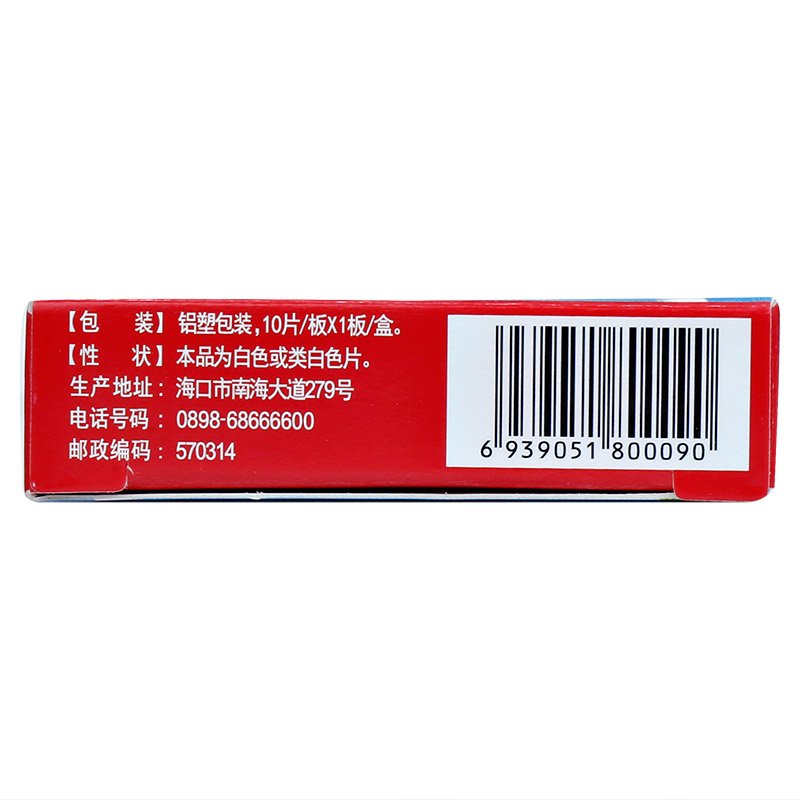 【包 装】铝塑包装,10片/板X1板/盒。
【性 状】本品为白色或类白色片。
生产地址：海口市南海大道279号
电话号码：0898-68666600
邮政编码：570314
6 939051 800090